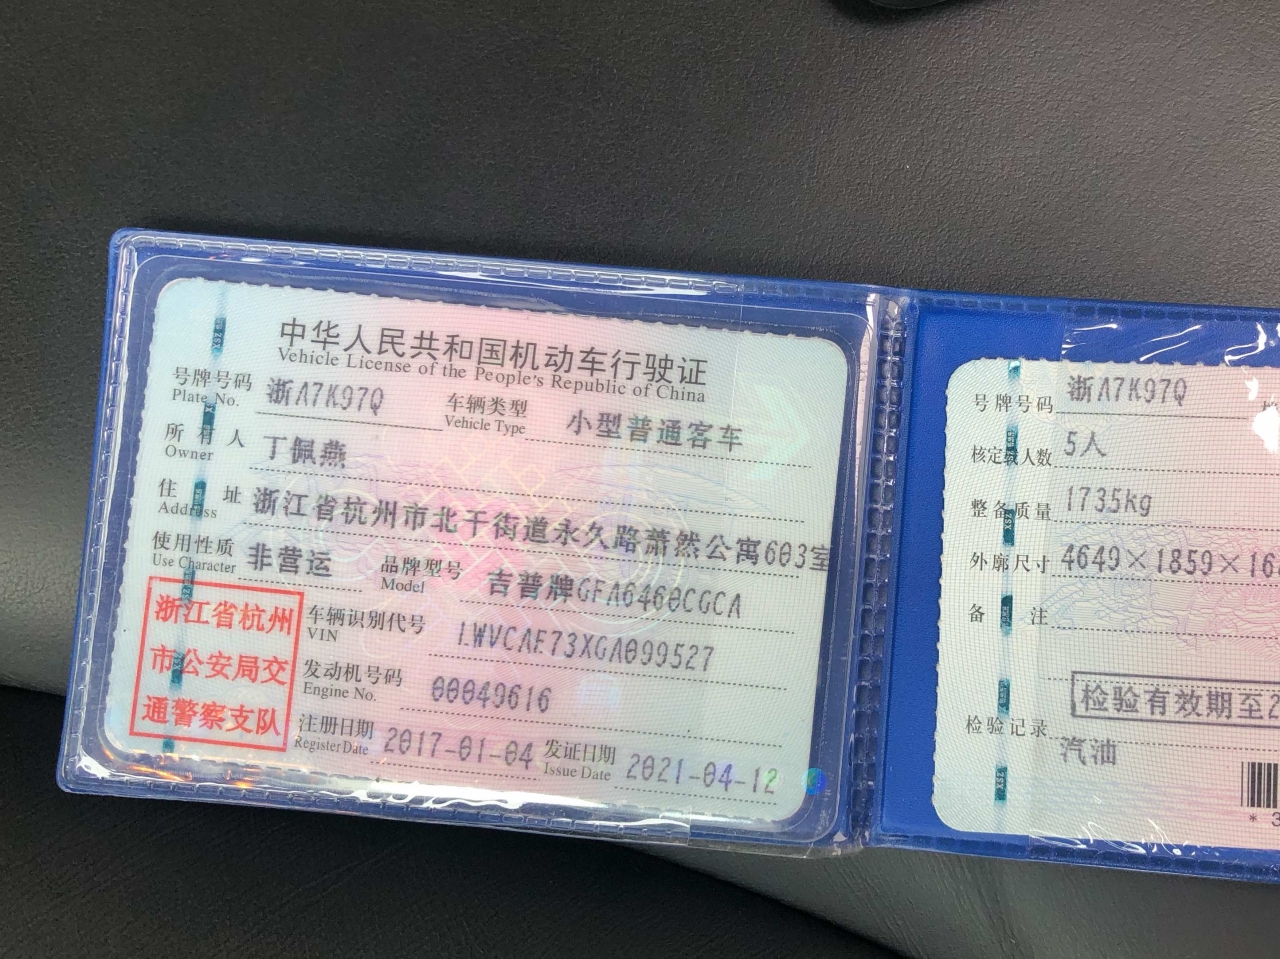 中华人民共和国机动车行驶证
Vehicle License of the People's Republic of China
号牌号码 浙A7K97Q 车辆类型 小型普通客车
Plate No. Vehicle Type
所有人 丁佩燕
Owner
住址 浙江省杭州市北干街道永久路萧然公寓603室
Address
使用性质 非营运 品牌型号 吉普牌GFA6460CGCA
Use Character Model
浙江省杭州
市公安局交
通警察支队
车辆识别代号 LWVCAE73XGA099527
VIN
发动机号码 00049616
Engine No.
注册日期 2017-01-04 发证日期 2021-04-12
Register Date Issue Date
号牌号码 浙A7K97Q
核定载人数 5人
整备质量 1735kg
外廓尺寸 4649×1859×16
备注
检验有效期至2
检验记录
汽油
* 3